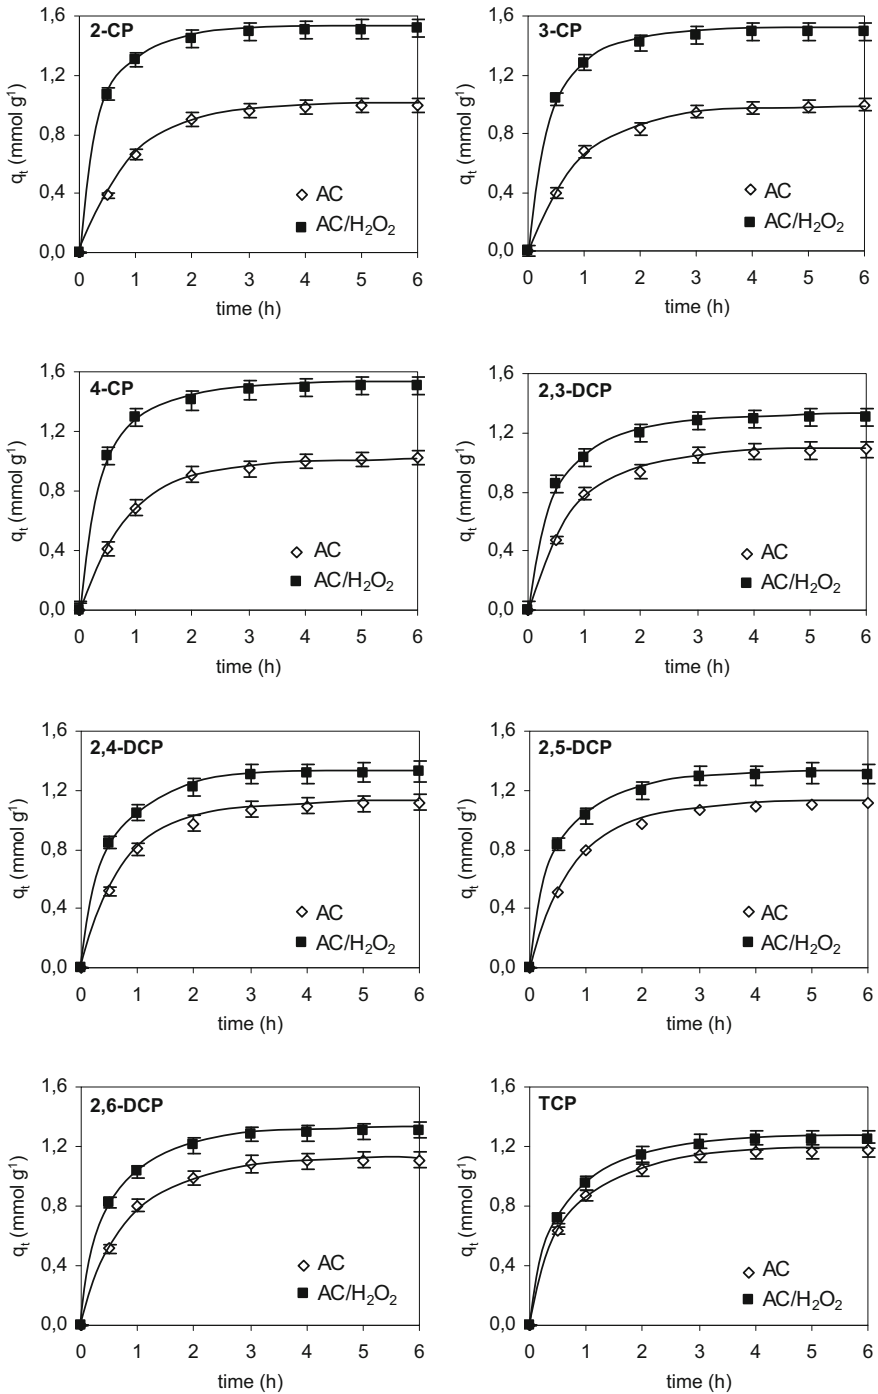 2-CP
q_t (mmol g^1)
1,6
1,2
0,8
0,4
0,0
AC
AC/H₂O₂
0 1 2 3 4 5 6
time (h)
3-CP
q_t (mmol g^1)
1,6
1,2
0,8
0,4
0,0
AC
AC/H₂O₂
0 1 2 3 4 5 6
time (h)
4-CP
q_t (mmol g^1)
1,6
1,2
0,8
0,4
0,0
AC
AC/H₂O₂
0 1 2 3 4 5 6
time (h)
2,3-DCP
q_t (mmol g^1)
1,6
1,2
0,8
0,4
0,0
AC
AC/H₂O₂
0 1 2 3 4 5 6
time (h)
2,4-DCP
q_t (mmol g^1)
1,6
1,2
0,8
0,4
0,0
AC
AC/H₂O₂
0 1 2 3 4 5 6
time (h)
2,5-DCP
q_t (mmol g^1)
1,6
1,2
0,8
0,4
0,0
AC
AC/H₂O₂
0 1 2 3 4 5 6
time (h)
2,6-DCP
q_t (mmol g^1)
1,6
1,2
0,8
0,4
0,0
AC
AC/H₂O₂
0 1 2 3 4 5 6
time (h)
TCP
q_t (mmol g^1)
1,6
1,2
0,8
0,4
0,0
AC
AC/H₂O₂
0 1 2 3 4 5 6
time (h)